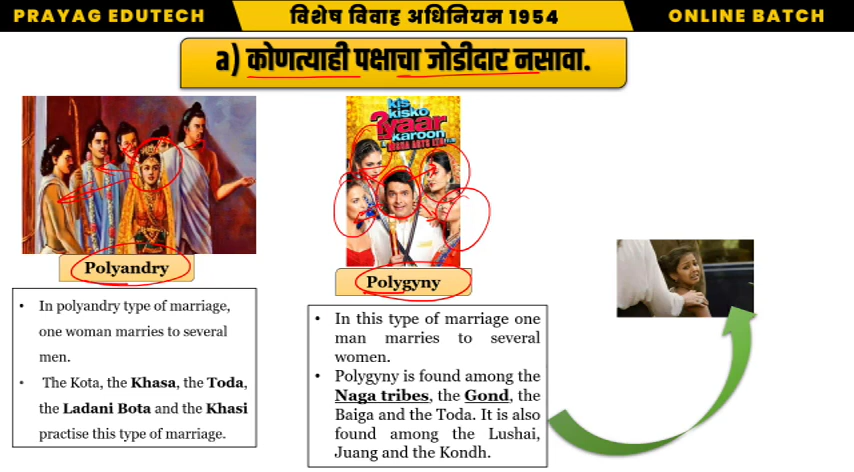 PRAYAG EDUTECH
विशेष विवाह अधिनियम 1954
ONLINE BATCH
a) कोणत्याही पक्षाचा जोडीदार नसावा.
kis
kisko
?yaar
karoon
Polyandry
• In polyandry type of marriage,
one woman marries to several
men.
• The Kota, the Khasa, the Toda,
the Ladani Bota and the Khasi
practise this type of marriage.
Polygyny
• In this type of marriage one
man marries to several
women.
• Polygyny is found among the
Naga tribes, the Gond, the
Baiga and the Toda. It is also
found among the Lushai,
Juang and the Kondh.